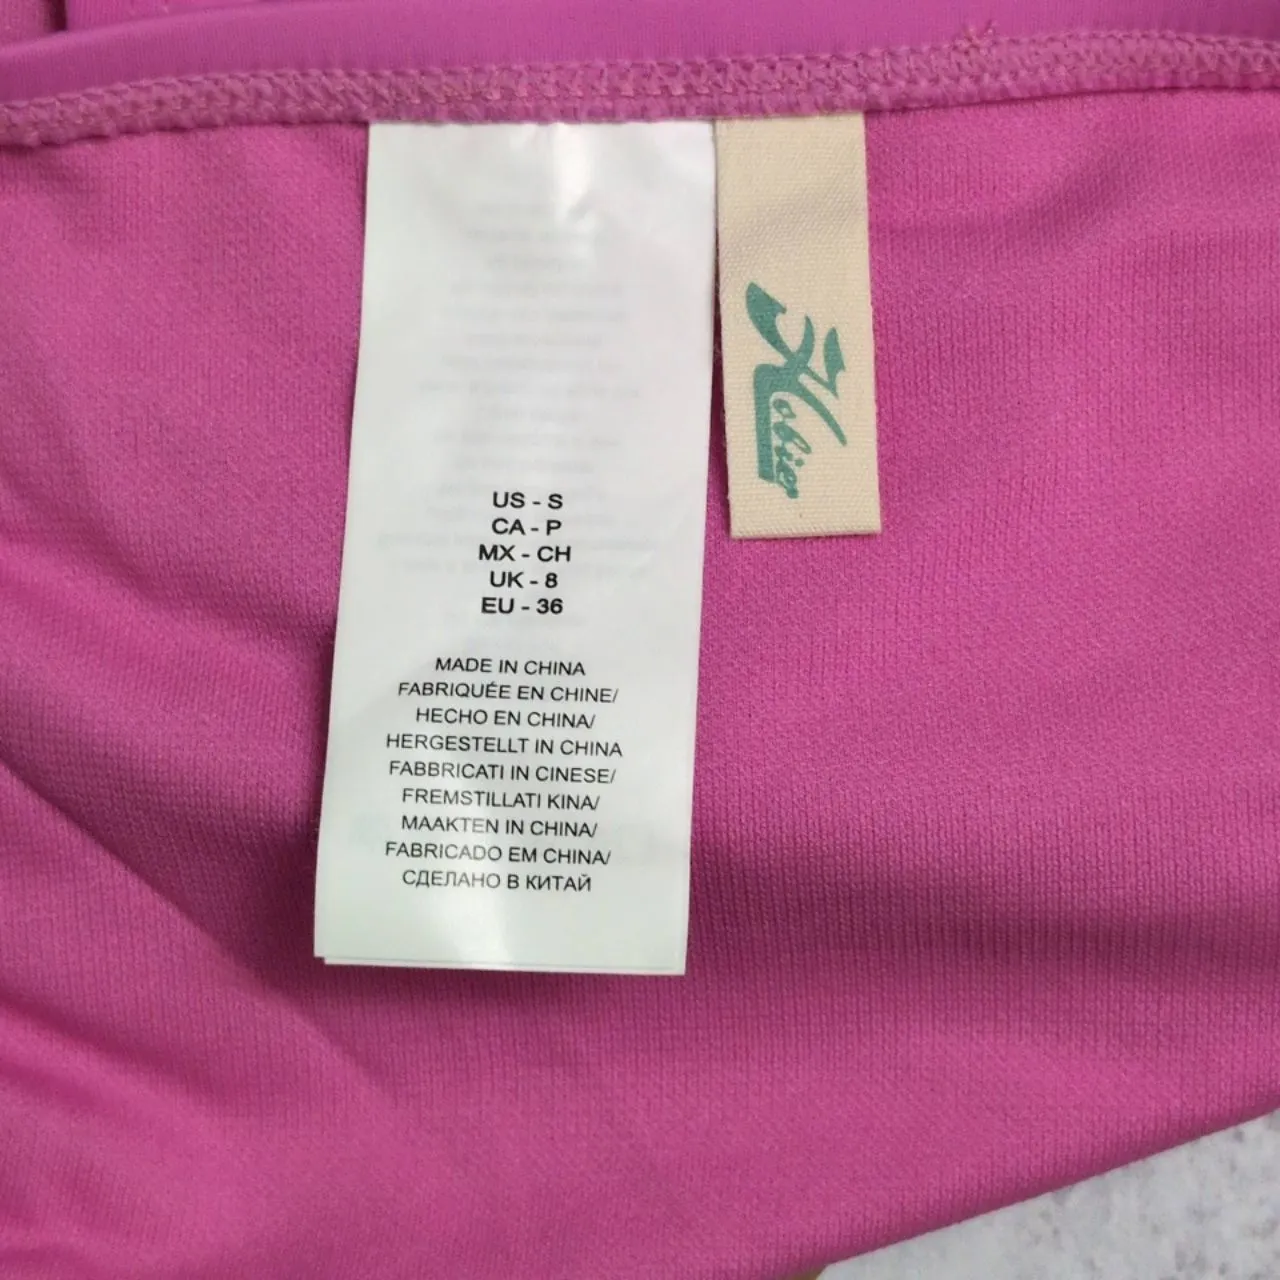 US - S
CA - P
MX - CH
UK - 8
EU - 36
MADE IN CHINA
FABRIQUÉE EN CHINE/
HECHO EN CHINA/
HERGESTELLT IN CHINA
FABBRICATI IN CINESE/
FREMSTILLATI KINA/
MAAKTEN IN CHINA/
FABRICADO EM CHINA/
СДЕЛАНО В КИТАЙ
Hobie